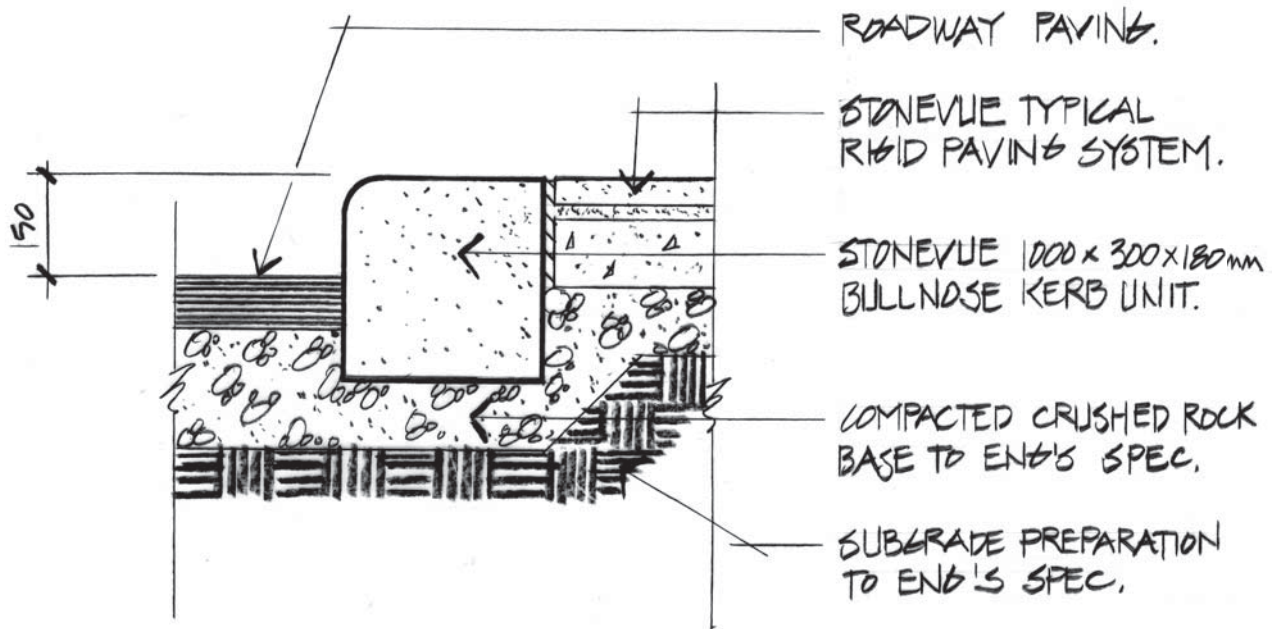 ROADWAY PAVING.
STONEVUE TYPICAL
RIGID PAVING SYSTEM.
150
STONEVUE 1000 x 300 x 180mm
BULLNOSE KERB UNIT.
COMPACTED CRUSHED ROCK
BASE TO ENG'S SPEC.
SUBGRADE PREPARATION
TO ENG'S SPEC.